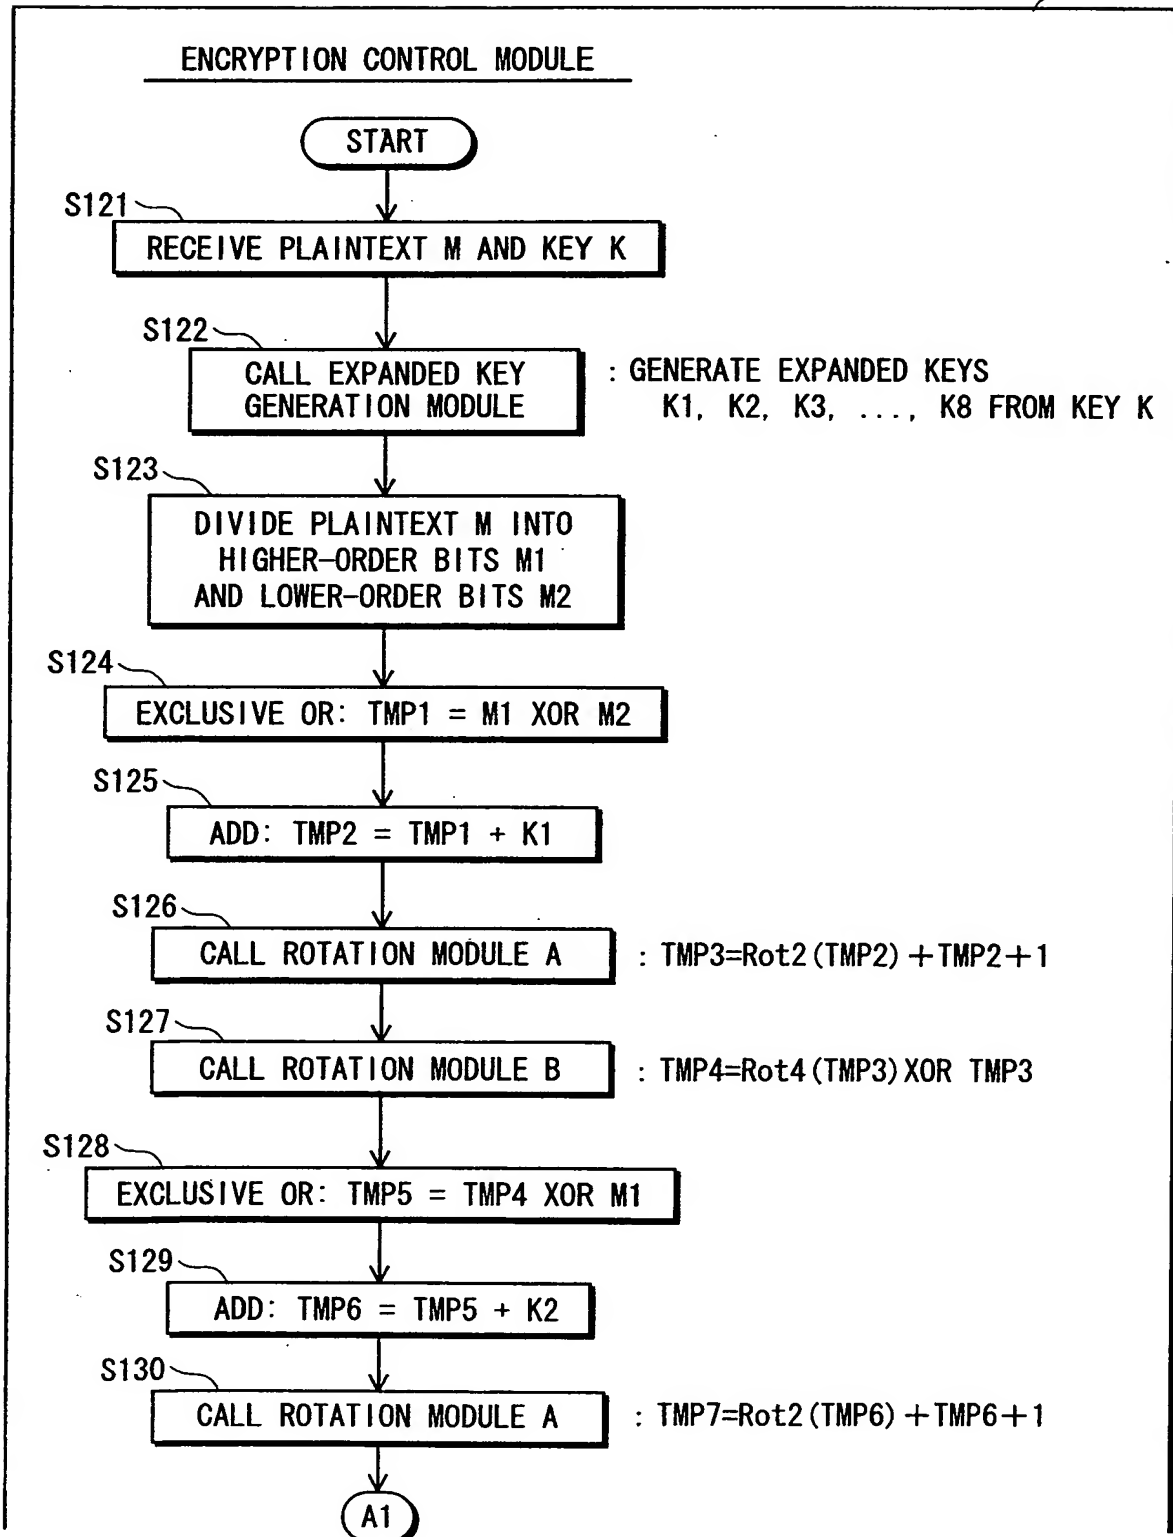 ENCRYPTION CONTROL MODULE
START
S121
RECEIVE PLAINTEXT M AND KEY K
S122
CALL EXPANDED KEY
GENERATION MODULE
: GENERATE EXPANDED KEYS
K1, K2, K3, ..., K8 FROM KEY K
S123
DIVIDE PLAINTEXT M INTO
HIGHER-ORDER BITS M1
AND LOWER-ORDER BITS M2
S124
EXCLUSIVE OR: TMP1 = M1 XOR M2
S125
ADD: TMP2 = TMP1 + K1
S126
CALL ROTATION MODULE A
: TMP3=Rot2(TMP2)+TMP2+1
S127
CALL ROTATION MODULE B
: TMP4=Rot4(TMP3)XOR TMP3
S128
EXCLUSIVE OR: TMP5 = TMP4 XOR M1
S129
ADD: TMP6 = TMP5 + K2
S130
CALL ROTATION MODULE A
: TMP7=Rot2(TMP6)+TMP6+1
A1